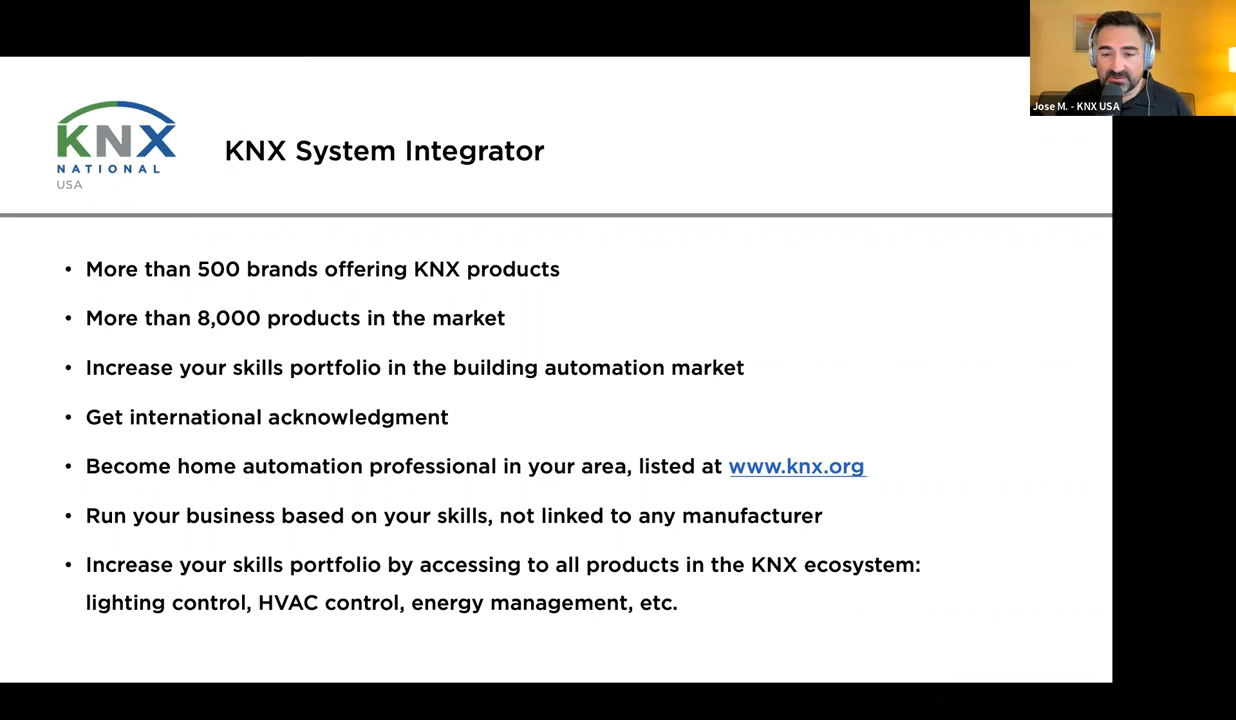 Jose M. - KNX USA
KNX
NATIONAL
USA
KNX System Integrator
• More than 500 brands offering KNX products
• More than 8,000 products in the market
• Increase your skills portfolio in the building automation market
• Get international acknowledgment
• Become home automation professional in your area, listed at www.knx.org
• Run your business based on your skills, not linked to any manufacturer
• Increase your skills portfolio by accessing to all products in the KNX ecosystem:
lighting control, HVAC control, energy management, etc.